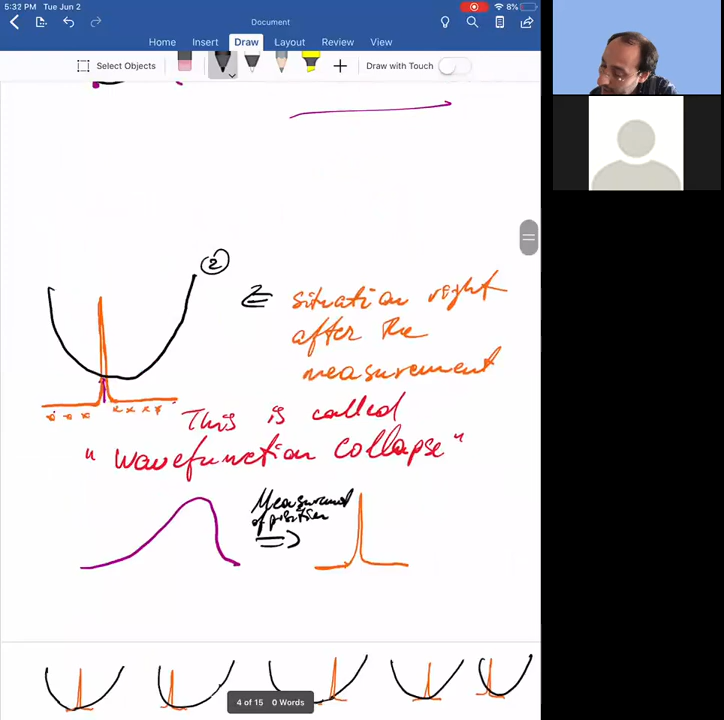 5:32 PM Tue Jun 2
8%
Document
Home Insert Draw Layout Review View
Select Objects
Draw with Touch
2
situation right
after the
measurement
This is called
"wavefunction collapse"
Measurement
of position
4 of 15 0 Words